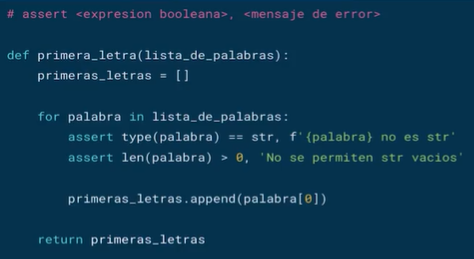 # assert <expresion booleana>, <mensaje de error>
def primera_letra(lista_de_palabras):
    primeras_letras = []
    for palabra in lista_de_palabras:
        assert type(palabra) == str, f'{palabra} no es str'
        assert len(palabra) > 0, 'No se permiten str vacios'
        primeras_letras.append(palabra[0])
    return primeras_letras